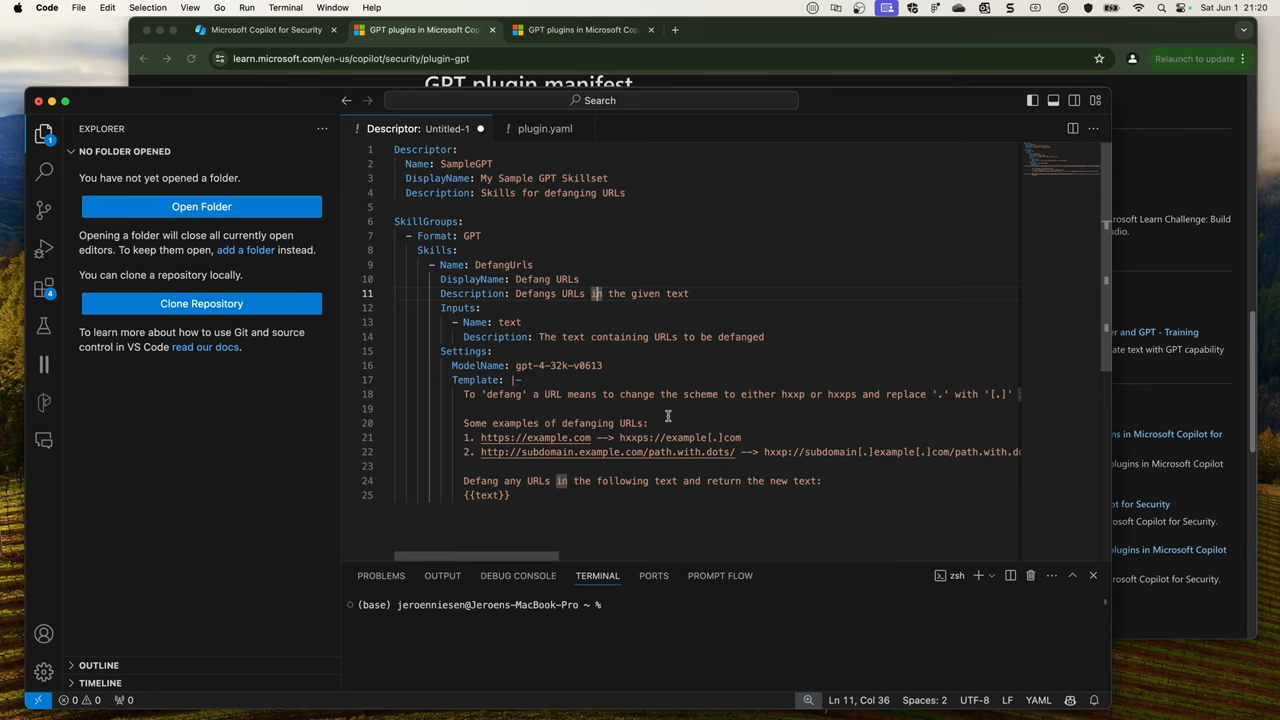 Code File Edit Selection View Go Run Terminal Window Help Sat Jun 1 21:20
Microsoft Copilot for Security GPT plugins in Microsoft Cop GPT plugins in Microsoft Cop
learn.microsoft.com/en-us/copilot/security/plugin-gpt Relaunch to update
GPT plugin manifest
Search
EXPLORER
Descriptor: Untitled-1 plugin.yaml
NO FOLDER OPENED
You have not yet opened a folder.
Open Folder
Opening a folder will close all currently open
editors. To keep them open, add a folder instead.
You can clone a repository locally.
Clone Repository
To learn more about how to use Git and source
control in VS Code read our docs.
OUTLINE
TIMELINE
1
4
1 Descriptor:
2 Name: SampleGPT
3 DisplayName: My Sample GPT Skillset
4 Description: Skills for defanging URLs
5
6 SkillGroups:
7 - Format: GPT
8 Skills:
9 - Name: DefangUrls
10 DisplayName: Defang URLs
11 Description: Defangs URLs in the given text
12 Inputs:
13 - Name: text
14 Description: The text containing URLs to be defanged
15 Settings:
16 ModelName: gpt-4-32k-v0613
17 Template: |-
18 To 'defang' a URL means to change the scheme to either hxxp or hxxps and replace '.' with '[.]'
19
20 Some examples of defanging URLs:
21 1. https://example.com --> hxxps://example[.]com
22 2. http://subdomain.example.com/path.with.dots/ --> hxxp://subdomain[.]example[.]com/path.with.do
23
24 Defang any URLs in the following text and return the new text:
25 {{text}}
PROBLEMS OUTPUT DEBUG CONSOLE TERMINAL PORTS PROMPT FLOW zsh
(base) jeroenniesen@Jeroens-MacBook-Pro ~ %
0 0 0 Ln 11, Col 36 Spaces: 2 UTF-8 LF YAML
rosoft Learn Challenge: Build
dio.
er and GPT - Training
ate text with GPT capability
ns in Microsoft Copilot for
lugins in Microsoft Copilot
ot for Security
osoft Copilot for Security.
lugins in Microsoft Copilot
osoft Copilot for Security.